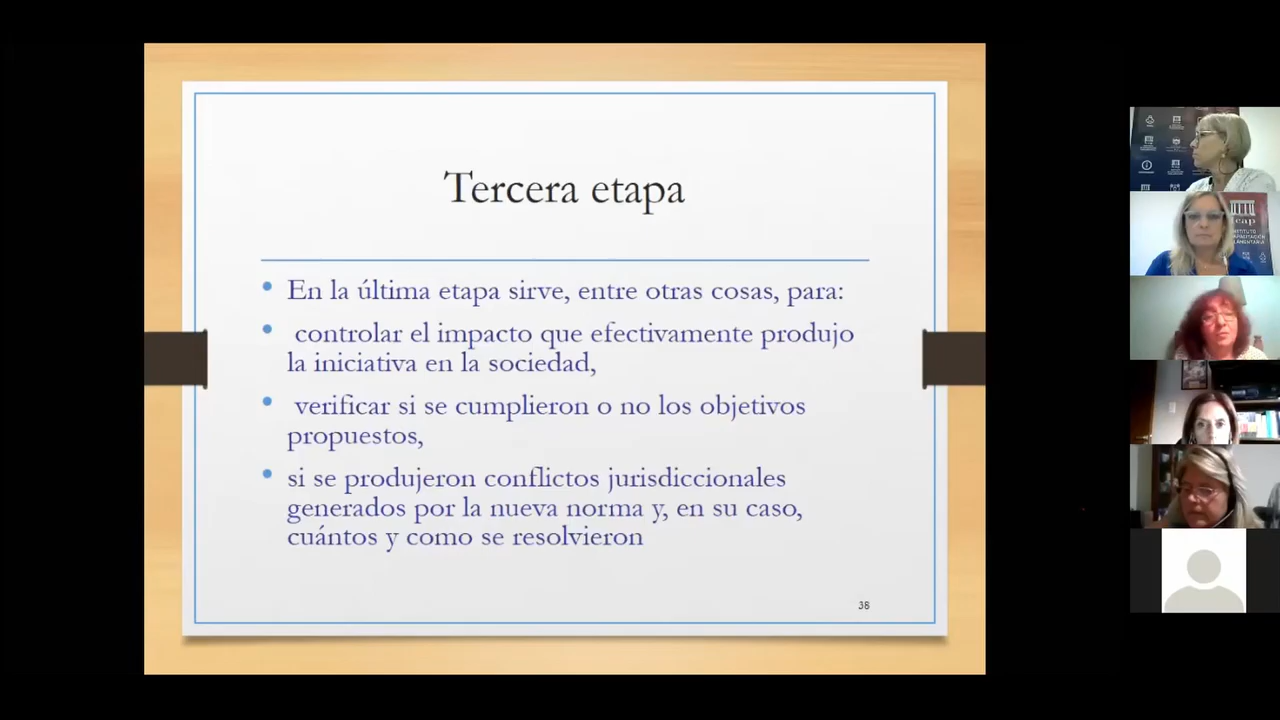 Tercera etapa
En la última etapa sirve, entre otras cosas, para:
controlar el impacto que efectivamente produjo
la iniciativa en la sociedad,
verificar si se cumplieron o no los objetivos
propuestos,
si se produjeron conflictos jurisdiccionales
generados por la nueva norma y, en su caso,
cuántos y como se resolvieron
38